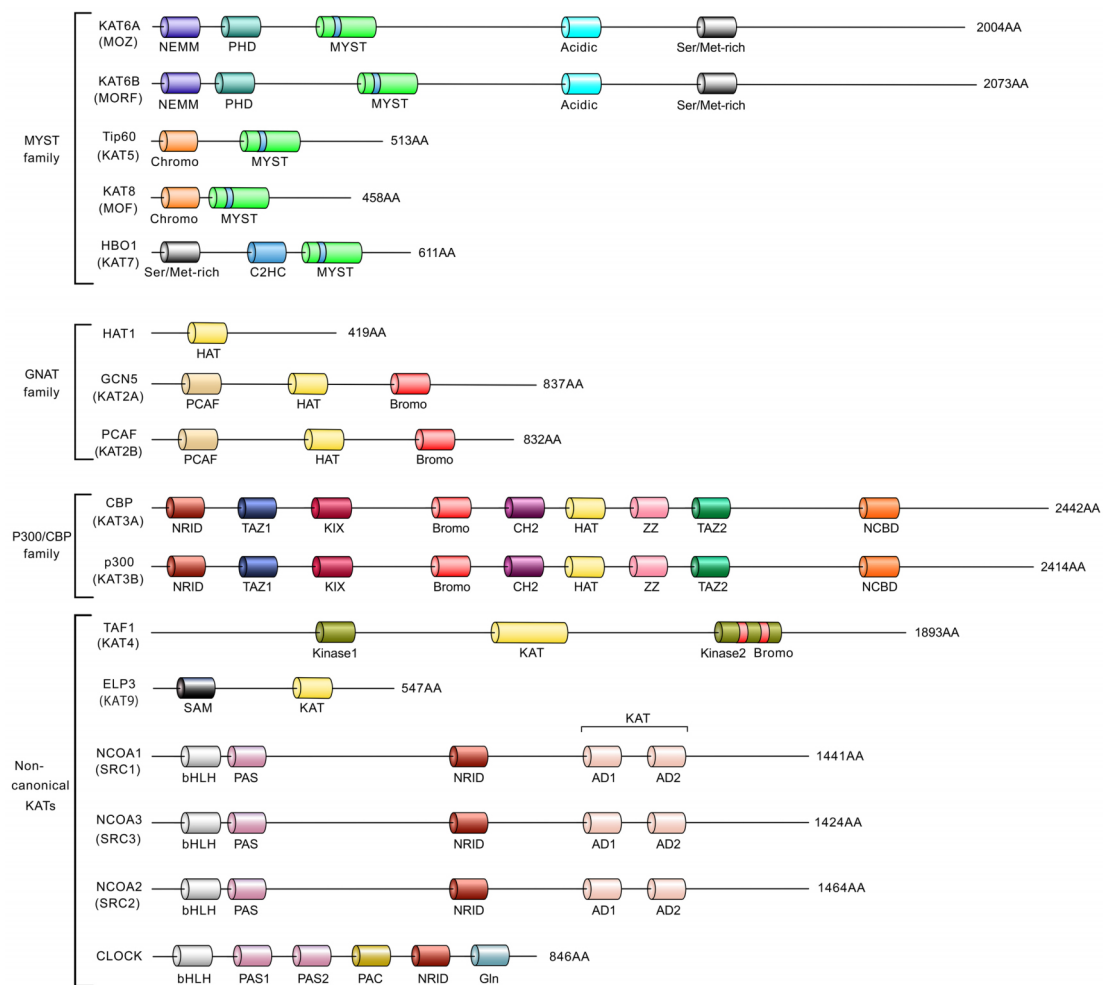 MYST
family
KAT6A
(MOZ)
NEMM PHD MYST Acidic Ser/Met-rich
2004AA
KAT6B
(MORF)
NEMM PHD MYST Acidic Ser/Met-rich
2073AA
Tip60
(KAT5)
Chromo MYST
513AA
KAT8
(MOF)
Chromo MYST
458AA
HBO1
(KAT7)
Ser/Met-rich C2HC MYST
611AA
GNAT
family
HAT1
HAT
419AA
GCN5
(KAT2A)
PCAF HAT Bromo
837AA
PCAF
(KAT2B)
PCAF HAT Bromo
832AA
P300/CBP
family
CBP
(KAT3A)
NRID TAZ1 KIX Bromo CH2 HAT ZZ TAZ2 NCBD
2442AA
p300
(KAT3B)
NRID TAZ1 KIX Bromo CH2 HAT ZZ TAZ2 NCBD
2414AA
Non-
canonical
KATs
TAF1
(KAT4)
Kinase1 KAT Kinase2 Bromo
1893AA
ELP3
(KAT9)
SAM KAT
547AA
KAT
NCOA1
(SRC1)
bHLH PAS NRID AD1 AD2
1441AA
NCOA3
(SRC3)
bHLH PAS NRID AD1 AD2
1424AA
NCOA2
(SRC2)
bHLH PAS NRID AD1 AD2
1464AA
CLOCK
bHLH PAS1 PAS2 PAC NRID Gln
846AA